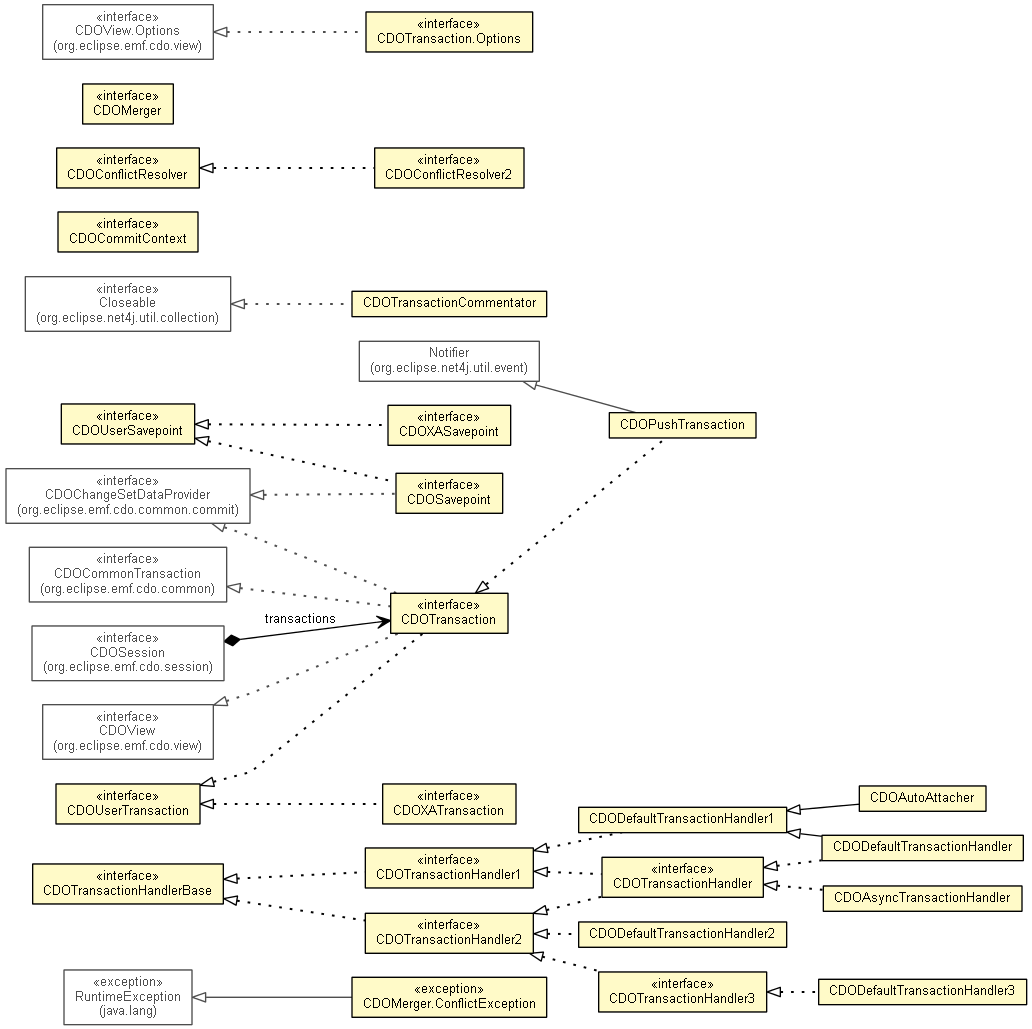 «interface»
CDOView.Options
(org.eclipse.emf.cdo.view)
«interface»
CDOTransaction.Options
«interface»
CDOMerger
«interface»
CDOConflictResolver
«interface»
CDOConflictResolver2
«interface»
CDOCommitContext
«interface»
Closeable
(org.eclipse.net4j.util.collection)
CDOTransactionCommentator
Notifier
(org.eclipse.net4j.util.event)
CDOPushTransaction
«interface»
CDOUserSavepoint
«interface»
CDOXASavepoint
«interface»
CDOChangeSetDataProvider
(org.eclipse.emf.cdo.common.commit)
«interface»
CDOSavepoint
«interface»
CDOCommonTransaction
(org.eclipse.emf.cdo.common)
«interface»
CDOTransaction
transactions
«interface»
CDOSession
(org.eclipse.emf.cdo.session)
«interface»
CDOView
(org.eclipse.emf.cdo.view)
«interface»
CDOUserTransaction
«interface»
CDOXATransaction
CDOAutoAttacher
CDODefaultTransactionHandler1
CDODefaultTransactionHandler
«interface»
CDOTransactionHandlerBase
«interface»
CDOTransactionHandler1
«interface»
CDOTransactionHandler
CDOAsyncTransactionHandler
«interface»
CDOTransactionHandler2
CDODefaultTransactionHandler2
«exception»
RuntimeException
(java.lang)
«exception»
CDOMerger.ConflictException
«interface»
CDOTransactionHandler3
CDODefaultTransactionHandler3